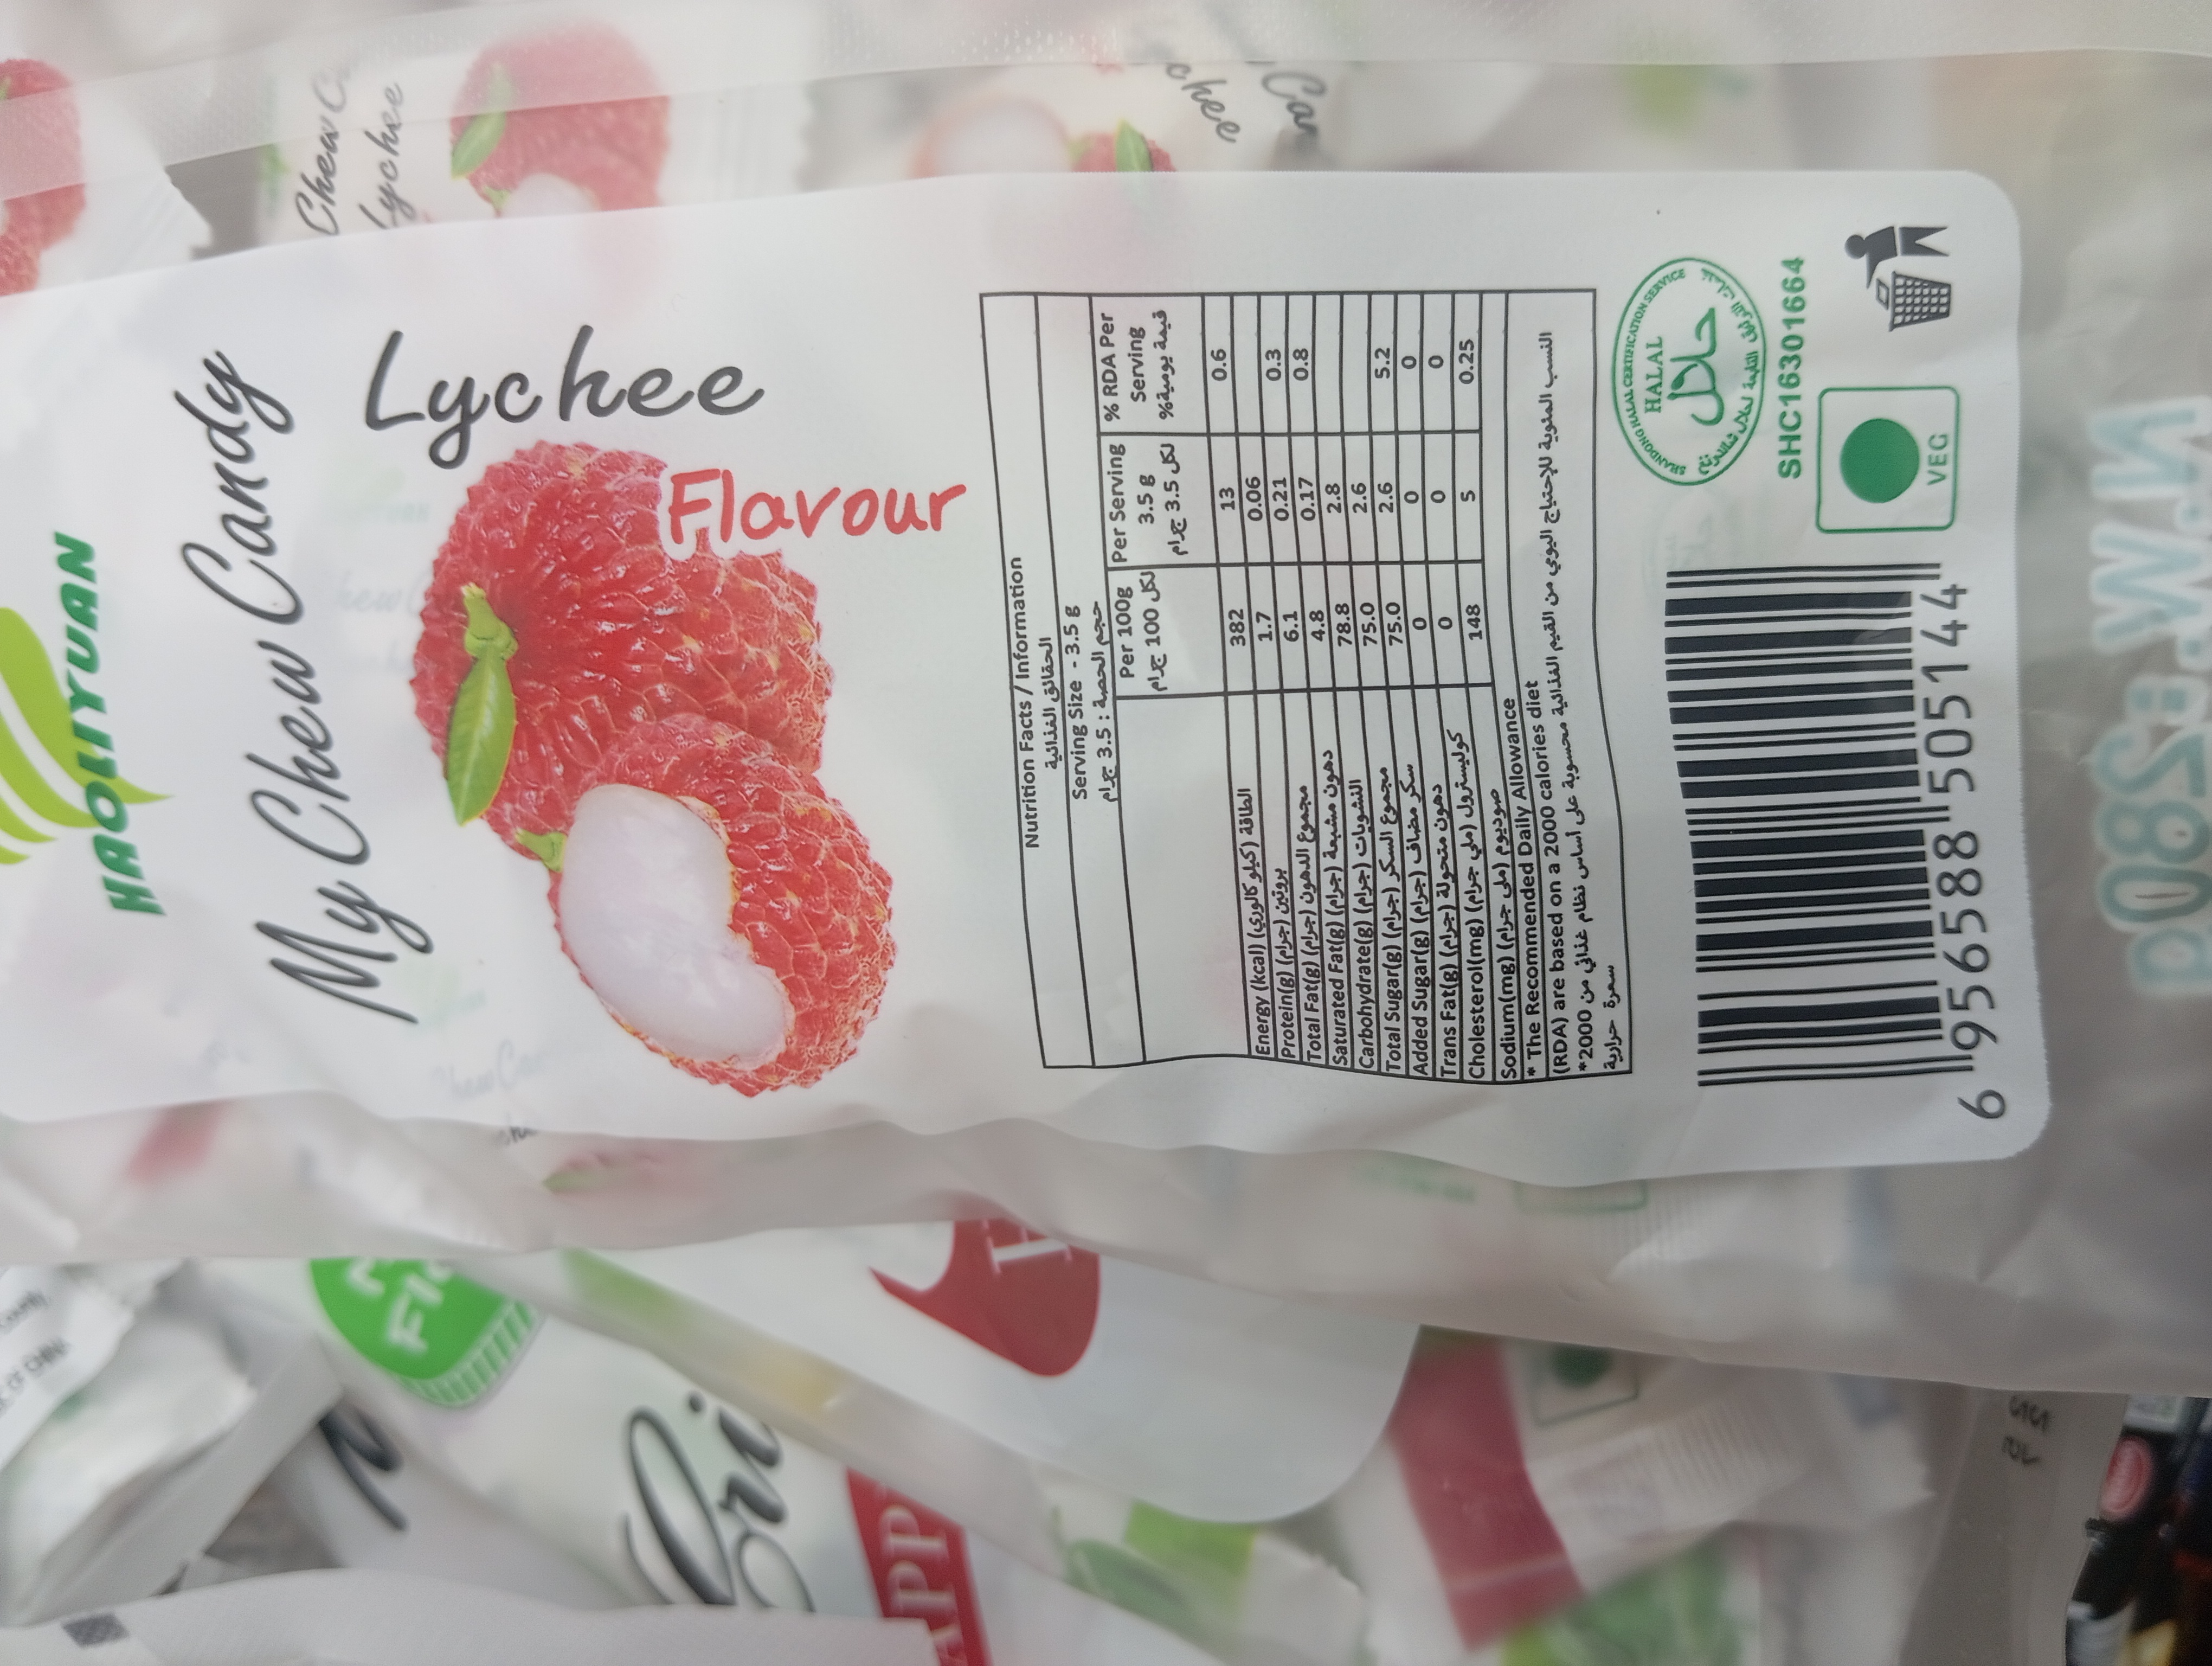 HAOLIYUAN
My Chew Candy
Lychee
Flavour
Nutrition Facts / Information
الحقائق الغذائية
Serving Size - 3.5 g
حجم الحصة : 3.5 جرام
Per 100g Per Serving % RDA Per
3.5 g Serving
لكل 100 جرام لكل 3.5 جرام قيمة يومية%
Energy (kcal) (الطاقة (كيلو كالوري 382 13 0.6
Protein(g) (بروتين (جرام 1.7 0.06
Total Fat(g) (مجموع الدهون (جرام 6.1 0.21 0.3
Saturated Fat(g) (دهون مشبعة (جرام 4.8 0.17 0.8
Carbohydrate(g) (النشويات (جرام 78.8 2.8
Total Sugar(g) (مجموع السكر (جرام 75.0 2.6
Added Sugar(g) (سكر مضاف (جرام 75.0 2.6 5.2
Trans Fat(g) (دهون متحولة (جرام 0 0 0
Cholesterol(mg) (كوليسترول (ملي جرام 0 0 0
Sodium(mg) (صوديوم (ملي جرام 148 5 0.25
* The Recommended Daily Allowance
(RDA) are based on a 2000 calories diet
*النسب المئوية للإحتياج اليومي من القيم الغذائية محسوبة على أساس نظام غذائي من 2000
سعرة حرارية
SHANDONG HALAL CERTIFICATION SERVICE
HALAL
حلال
SHC16301664
VEG
6 956588 505144
N.W.:280g
Chew
Lychee